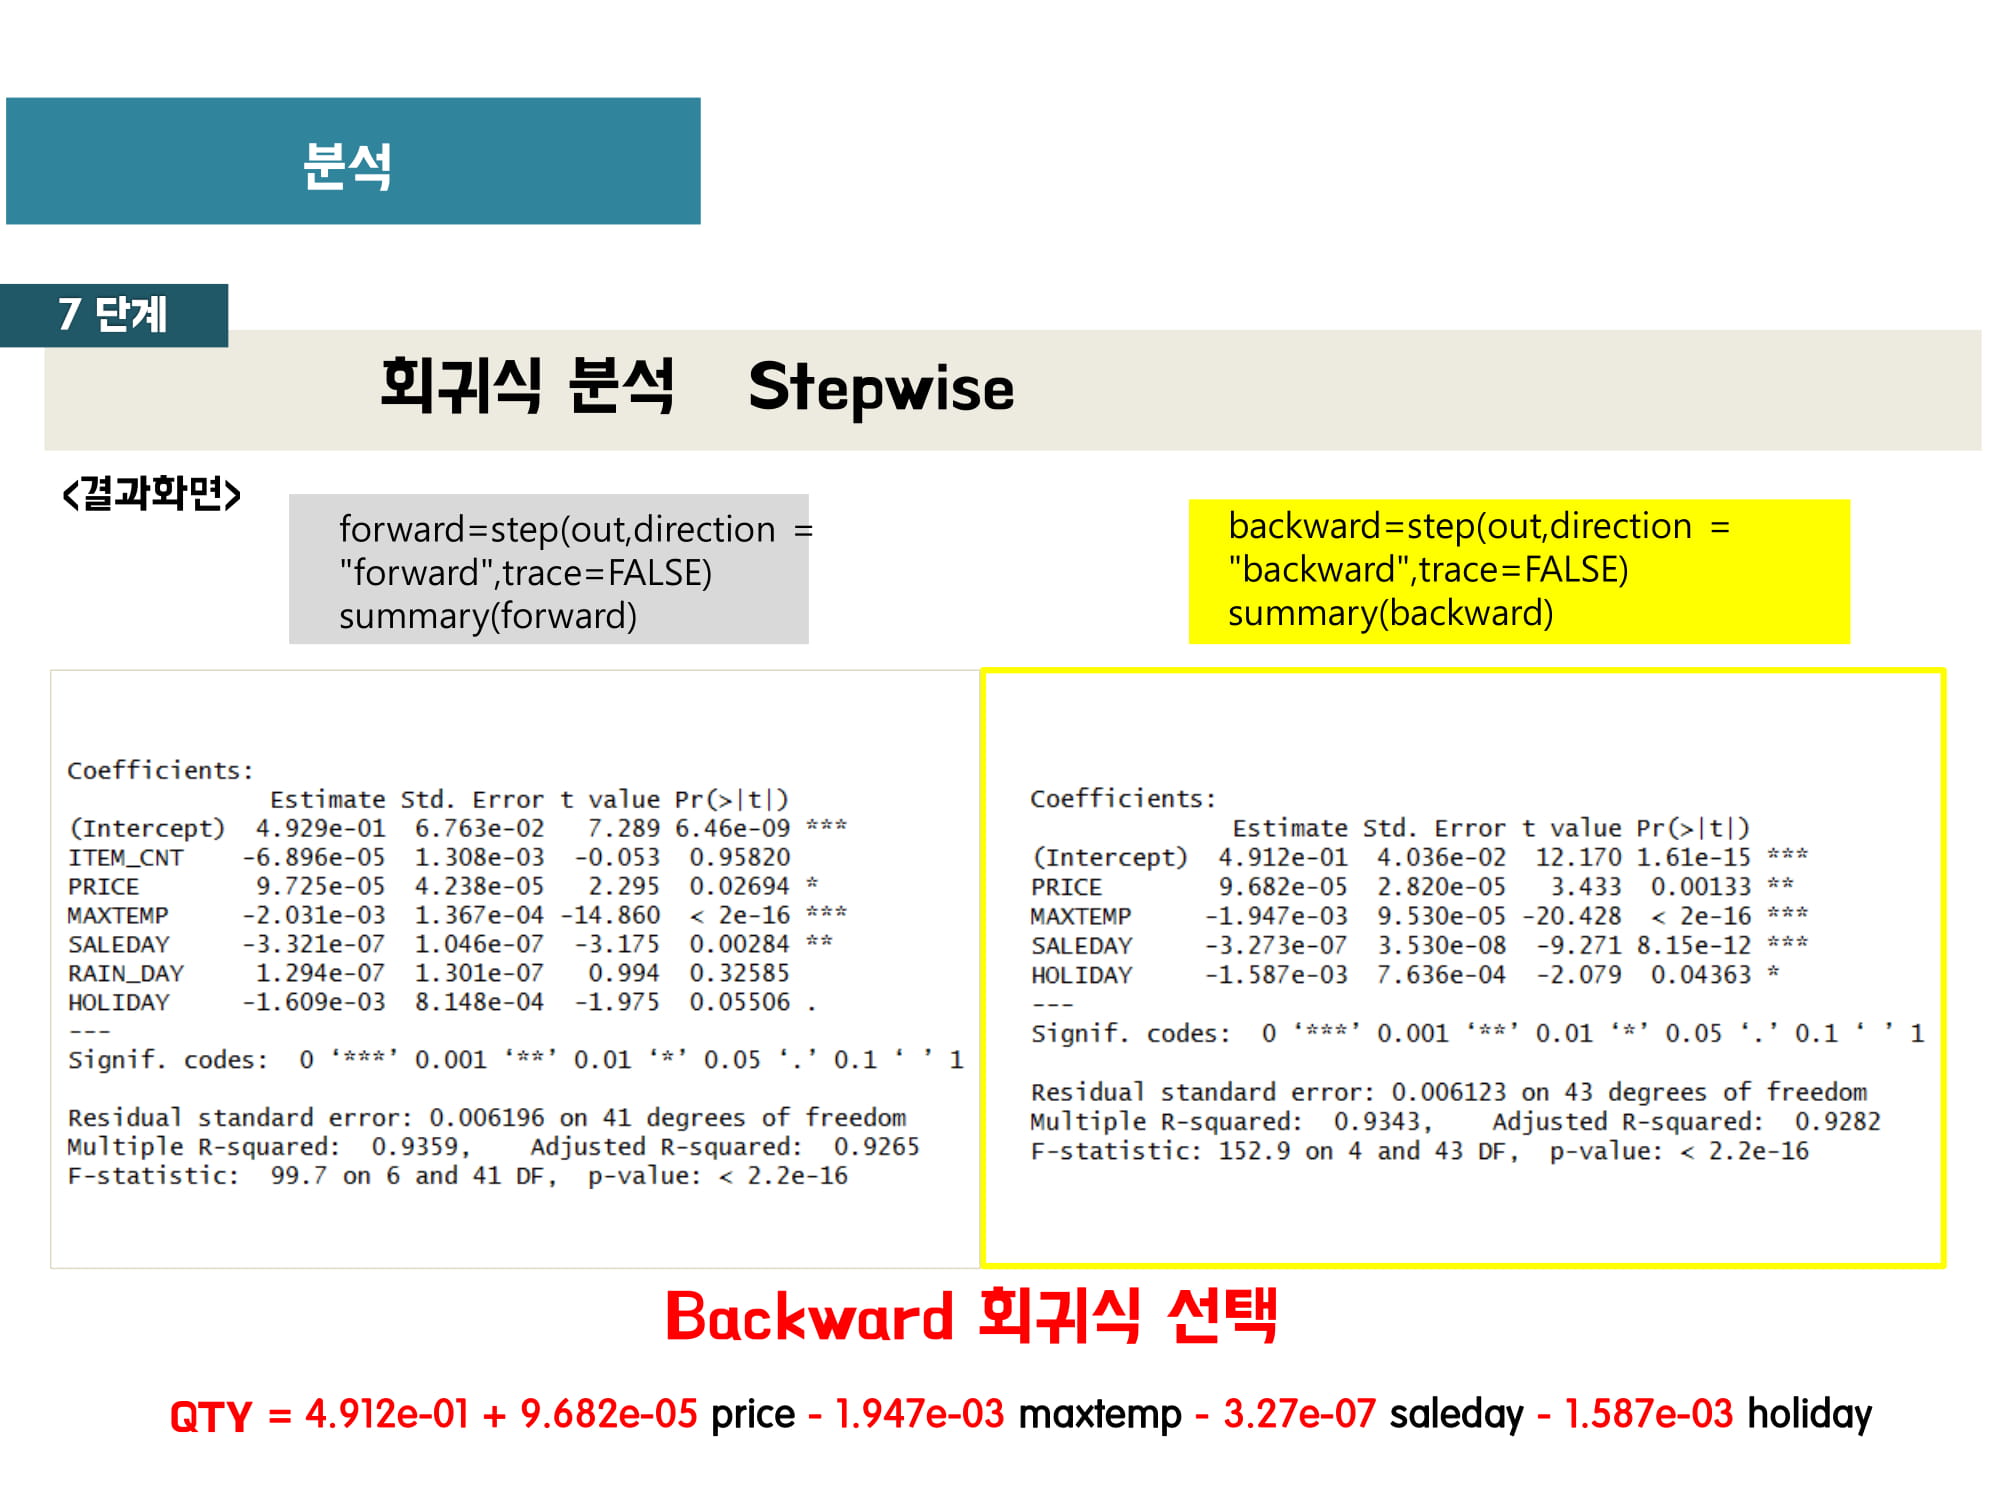 분석
7 단계
회귀식 분석 Stepwise
<결과화면>
forward=step(out,direction =
"forward",trace=FALSE)
summary(forward)
backward=step(out,direction =
"backward",trace=FALSE)
summary(backward)
Coefficients:
Estimate Std. Error t value Pr(>|t|)
(Intercept) 4.929e-01 6.763e-02 7.289 6.46e-09 ***
ITEM_CNT -6.896e-05 1.308e-03 -0.053 0.95820
PRICE 9.725e-05 4.238e-05 2.295 0.02694 *
MAXTEMP -2.031e-03 1.367e-04 -14.860 < 2e-16 ***
SALEDAY -3.321e-07 1.046e-07 -3.175 0.00284 **
RAIN_DAY 1.294e-07 1.301e-07 0.994 0.32585
HOLIDAY -1.609e-03 8.148e-04 -1.975 0.05506 .
---
Signif. codes: 0 ‘***’ 0.001 ‘**’ 0.01 ‘*’ 0.05 ‘.’ 0.1 ‘ ’ 1
Residual standard error: 0.006196 on 41 degrees of freedom
Multiple R-squared: 0.9359, Adjusted R-squared: 0.9265
F-statistic: 99.7 on 6 and 41 DF, p-value: < 2.2e-16
Coefficients:
Estimate Std. Error t value Pr(>|t|)
(Intercept) 4.912e-01 4.036e-02 12.170 1.61e-15 ***
PRICE 9.682e-05 2.820e-05 3.433 0.00133 **
MAXTEMP -1.947e-03 9.530e-05 -20.428 < 2e-16 ***
SALEDAY -3.273e-07 3.530e-08 -9.271 8.15e-12 ***
HOLIDAY -1.587e-03 7.636e-04 -2.079 0.04363 *
---
Signif. codes: 0 ‘***’ 0.001 ‘**’ 0.01 ‘*’ 0.05 ‘.’ 0.1 ‘ ’ 1
Residual standard error: 0.006123 on 43 degrees of freedom
Multiple R-squared: 0.9343, Adjusted R-squared: 0.9282
F-statistic: 152.9 on 4 and 43 DF, p-value: < 2.2e-16
Backward 회귀식 선택
QTY = 4.912e-01 + 9.682e-05 price - 1.947e-03 maxtemp - 3.27e-07 saleday - 1.587e-03 holiday